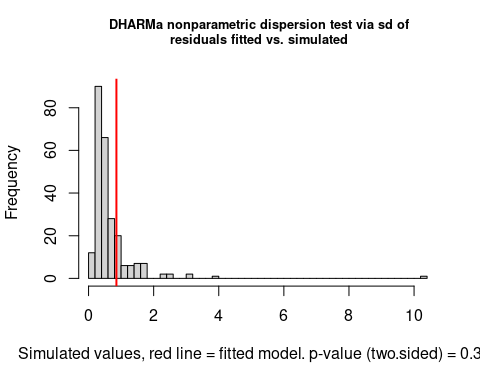 DHARMa nonparametric dispersion test via sd of
residuals fitted vs. simulated
Frequency
80
60
40
20
0
0 2 4 6 8 10
Simulated values, red line = fitted model. p-value (two.sided) = 0.3